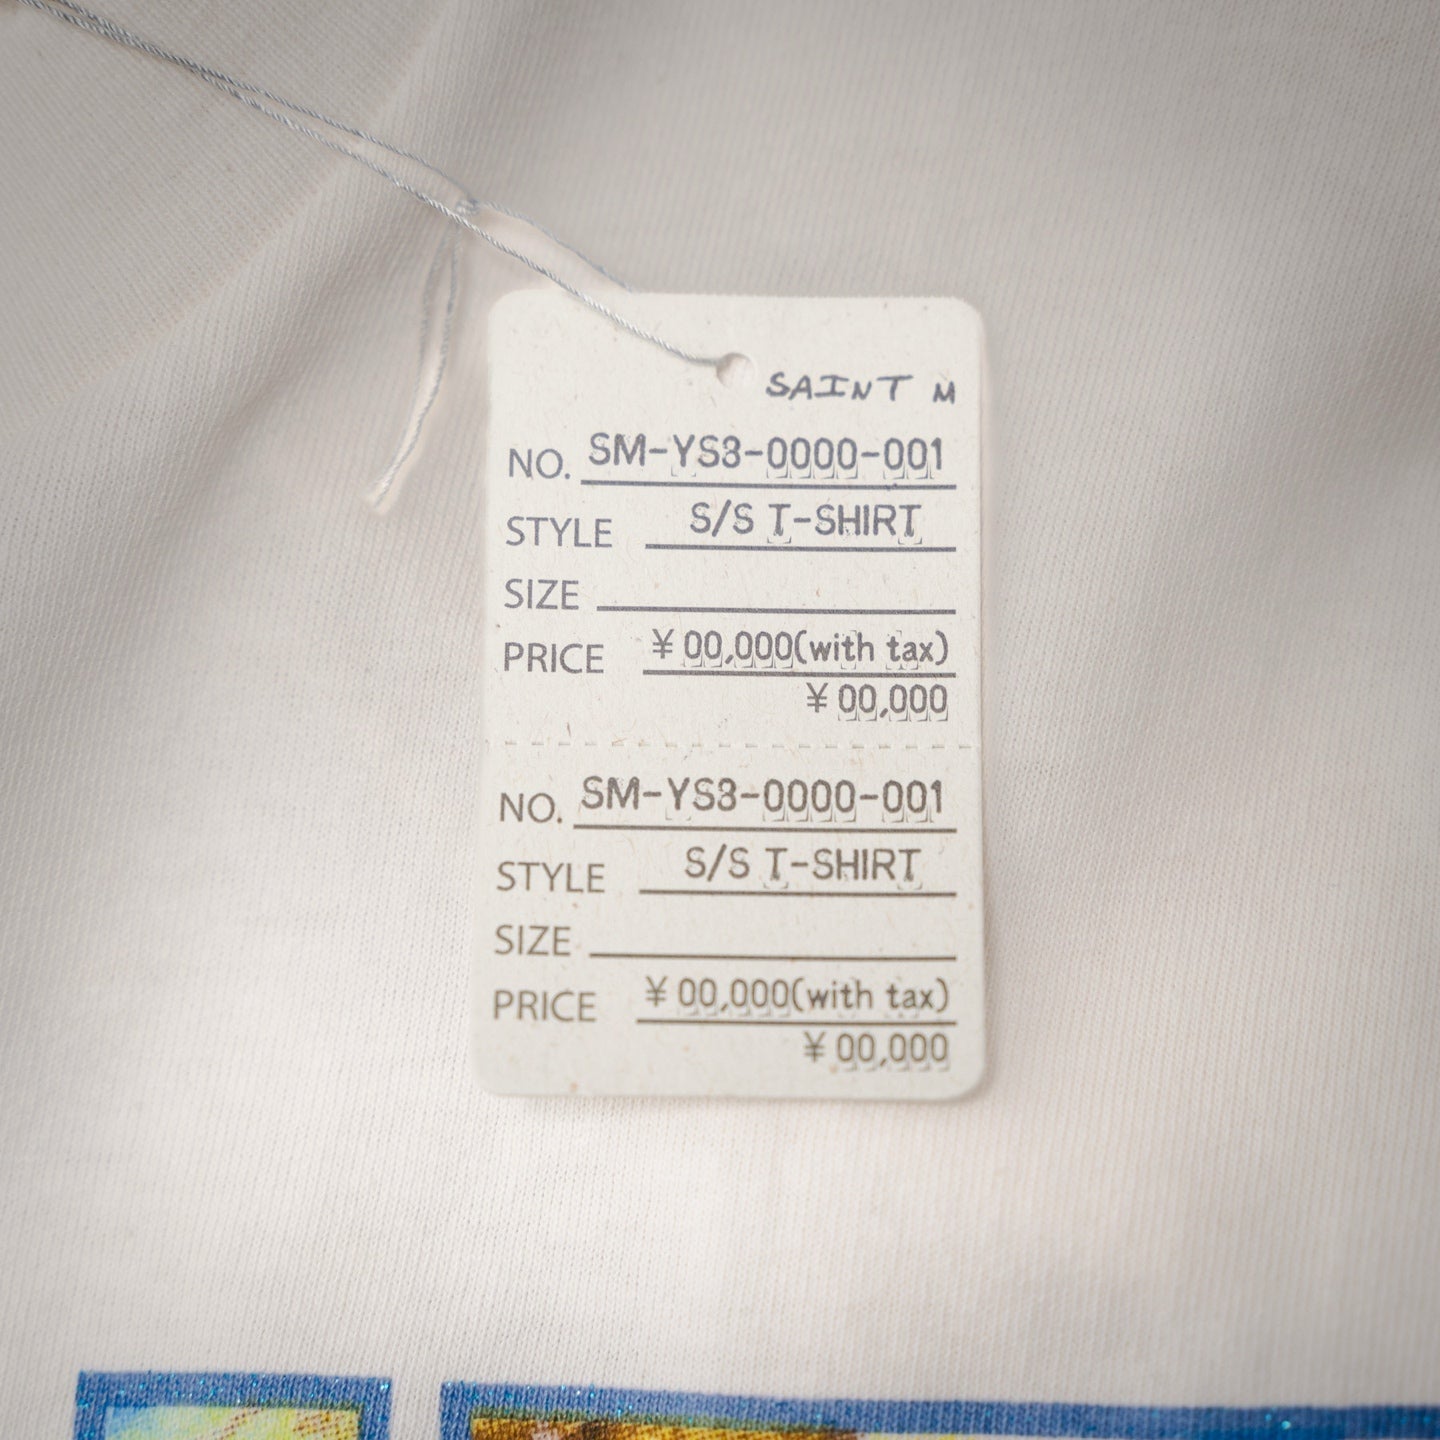 SAINT M
NO. SM-YS3-0000-001
STYLE S/S T-SHIRT
SIZE
PRICE ¥00,000(with tax)
¥00,000
NO. SM-YS3-0000-001
STYLE S/S T-SHIRT
SIZE
PRICE ¥00,000(with tax)
¥00,000